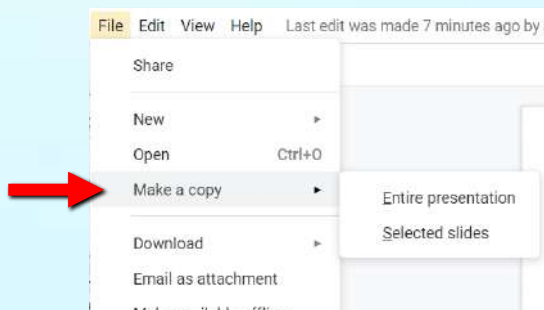 File Edit View Help Last edit was made 7 minutes ago by
Share
New
Open Ctrl+O
Make a copy
Entire presentation
Selected slides
Download
Email as attachment